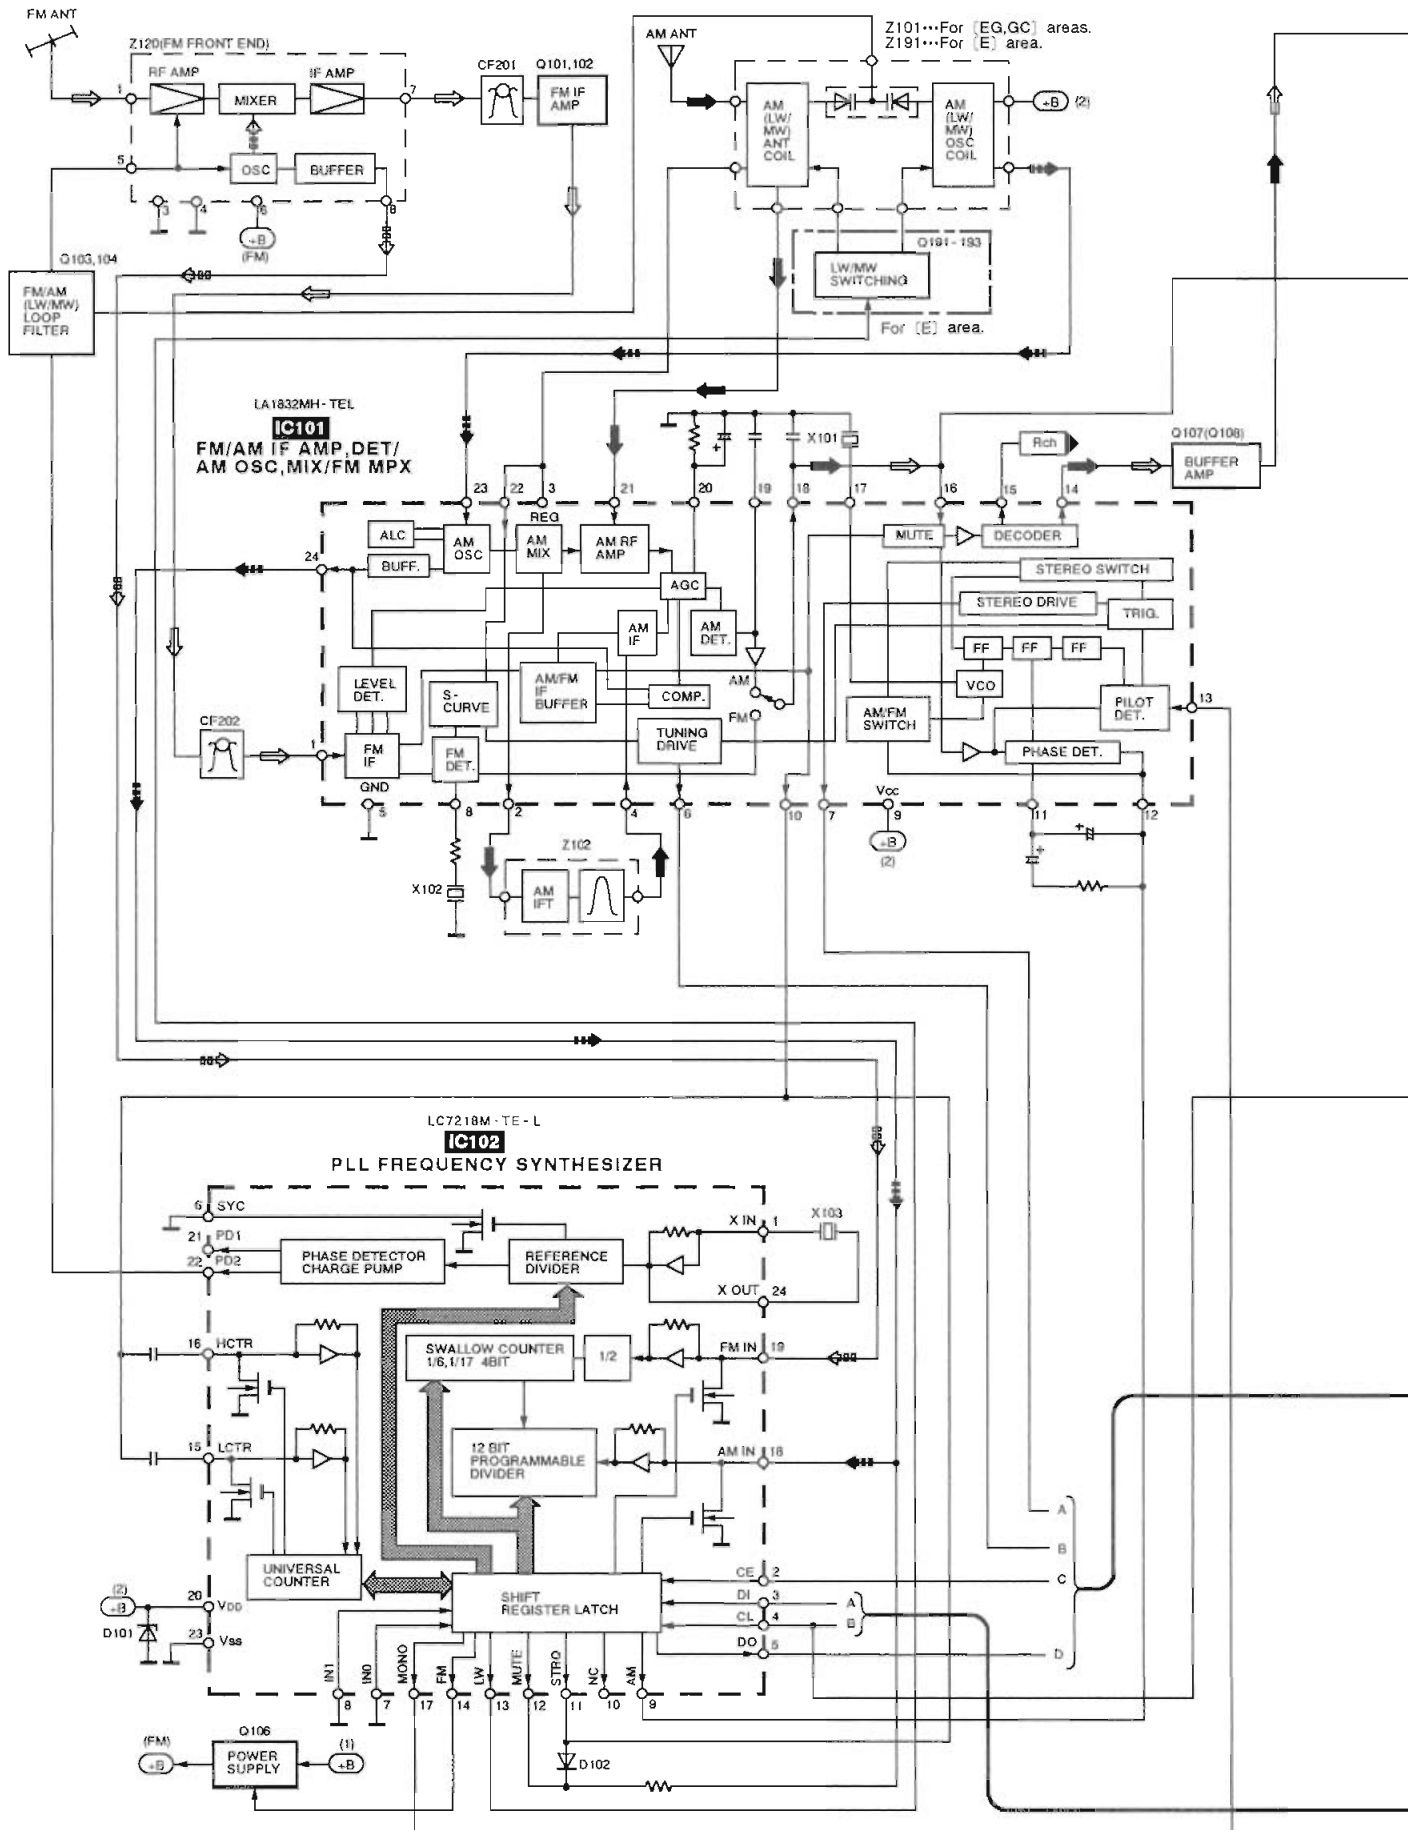 FM ANT
Z120(FM FRONT END)
RF AMP
IF AMP
MIXER
OSC
BUFFER
1
7
5
3
4
6
8
+B
(FM)
CF201
Q101,102
FM IF
AMP
AM ANT
Z101···For [EG,GC] areas.
Z191···For [E] area.
AM
(LW/
MW)
ANT
COIL
AM
(LW/
MW)
OSC
COIL
+B (2)
Q191-193
LW/MW
SWITCHING
For [E] area.
Q103,104
FM/AM
(LW/MW)
LOOP
FILTER
LA1832MH-TEL
IC101
FM/AM IF AMP,DET/
AM OSC,MIX/FM MPX
X101
Rch
Q107(Q108)
BUFFER
AMP
23 22 3 21 20 19 18 17 16 15 14
REG
ALC
AM
OSC
AM
MIX
AM RF
AMP
BUFF.
24
AGC
AM
IF
AM
DET.
MUTE
DECODER
STEREO SWITCH
STEREO DRIVE
TRIG.
FF FF FF
VCO
LEVEL
DET.
S-
CURVE
AM/FM
IF
BUFFER
COMP.
AM
FM
AM/FM
SWITCH
PILOT
DET.
13
CF202
1
FM
IF
FM
DET.
TUNING
DRIVE
PHASE DET.
GND
Vcc
5 8 2 4 6 10 7 9 11 12
+B
(2)
X102
Z102
AM
IFT
LC7218M-TE-L
IC102
PLL FREQUENCY SYNTHESIZER
6 SYC
21 PD1
22 PD2
PHASE DETECTOR
CHARGE PUMP
REFERENCE
DIVIDER
X IN 1
X103
X OUT 24
16 HCTR
SWALLOW COUNTER
1/6,1/17 4BIT
1/2
FM IN 19
15 LCTR
12 BIT
PROGRAMMABLE
DIVIDER
AM IN 18
UNIVERSAL
COUNTER
SHIFT
REGISTER LATCH
CE 2
DI 3
CL 4
DO 5
A
B
A
B
C
D
(2)
+B
20 VDD
D101
23 Vss
IN1 IN0 MONO FM LW MUTE STRQ NC AM
8 7 17 14 13 12 11 10 9
(FM)
+B
Q106
POWER
SUPPLY
(1)
+B
D102